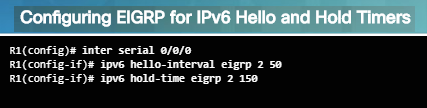 Configuring EIGRP for IPv6 Hello and Hold Timers
R1(config)# inter serial 0/0/0
R1(config-if)# ipv6 hello-interval eigrp 2 50
R1(config-if)# ipv6 hold-time eigrp 2 150